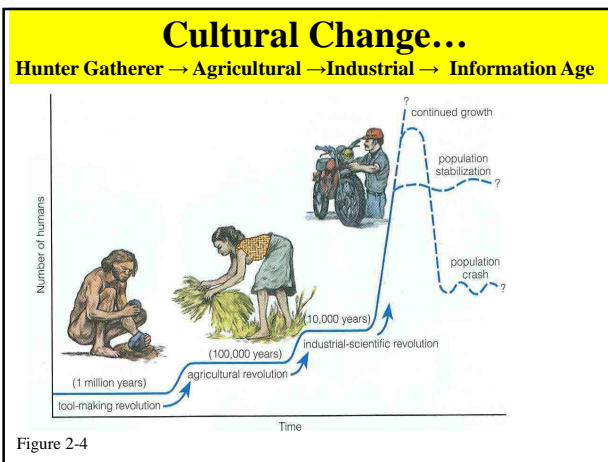 Cultural Change…
Hunter Gatherer → Agricultural →Industrial → Information Age
?
continued growth
population
stabilization
?
population
crash
?
Number of humans
(10,000 years)
industrial-scientific revolution
(100,000 years)
agricultural revolution
(1 million years)
tool-making revolution
Time
Figure 2-4